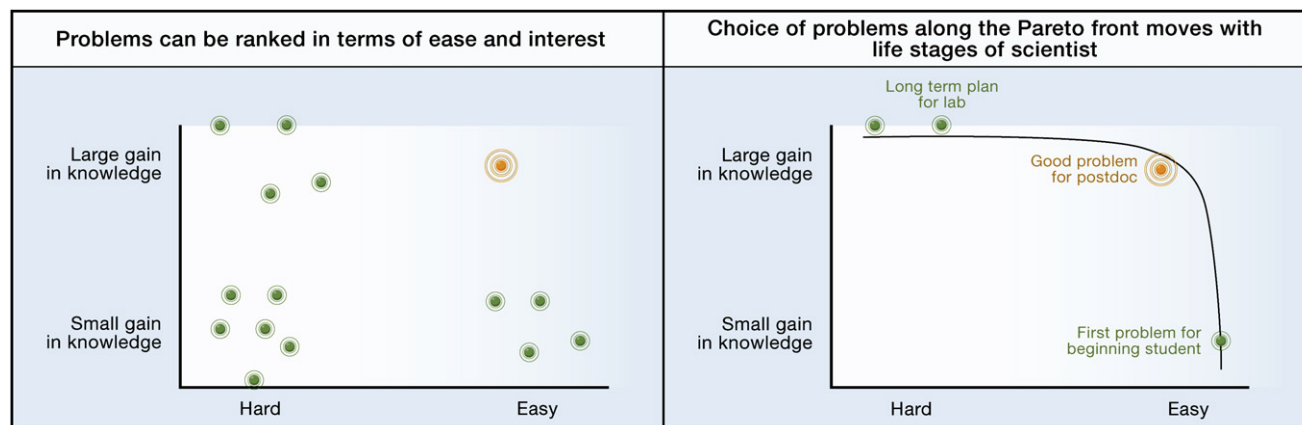 Problems can be ranked in terms of ease and interest
Large gain
in knowledge
Small gain
in knowledge
Hard
Easy
Choice of problems along the Pareto front moves with
life stages of scientist
Long term plan
for lab
Large gain
in knowledge
Good problem
for postdoc
Small gain
in knowledge
First problem for
beginning student
Hard
Easy